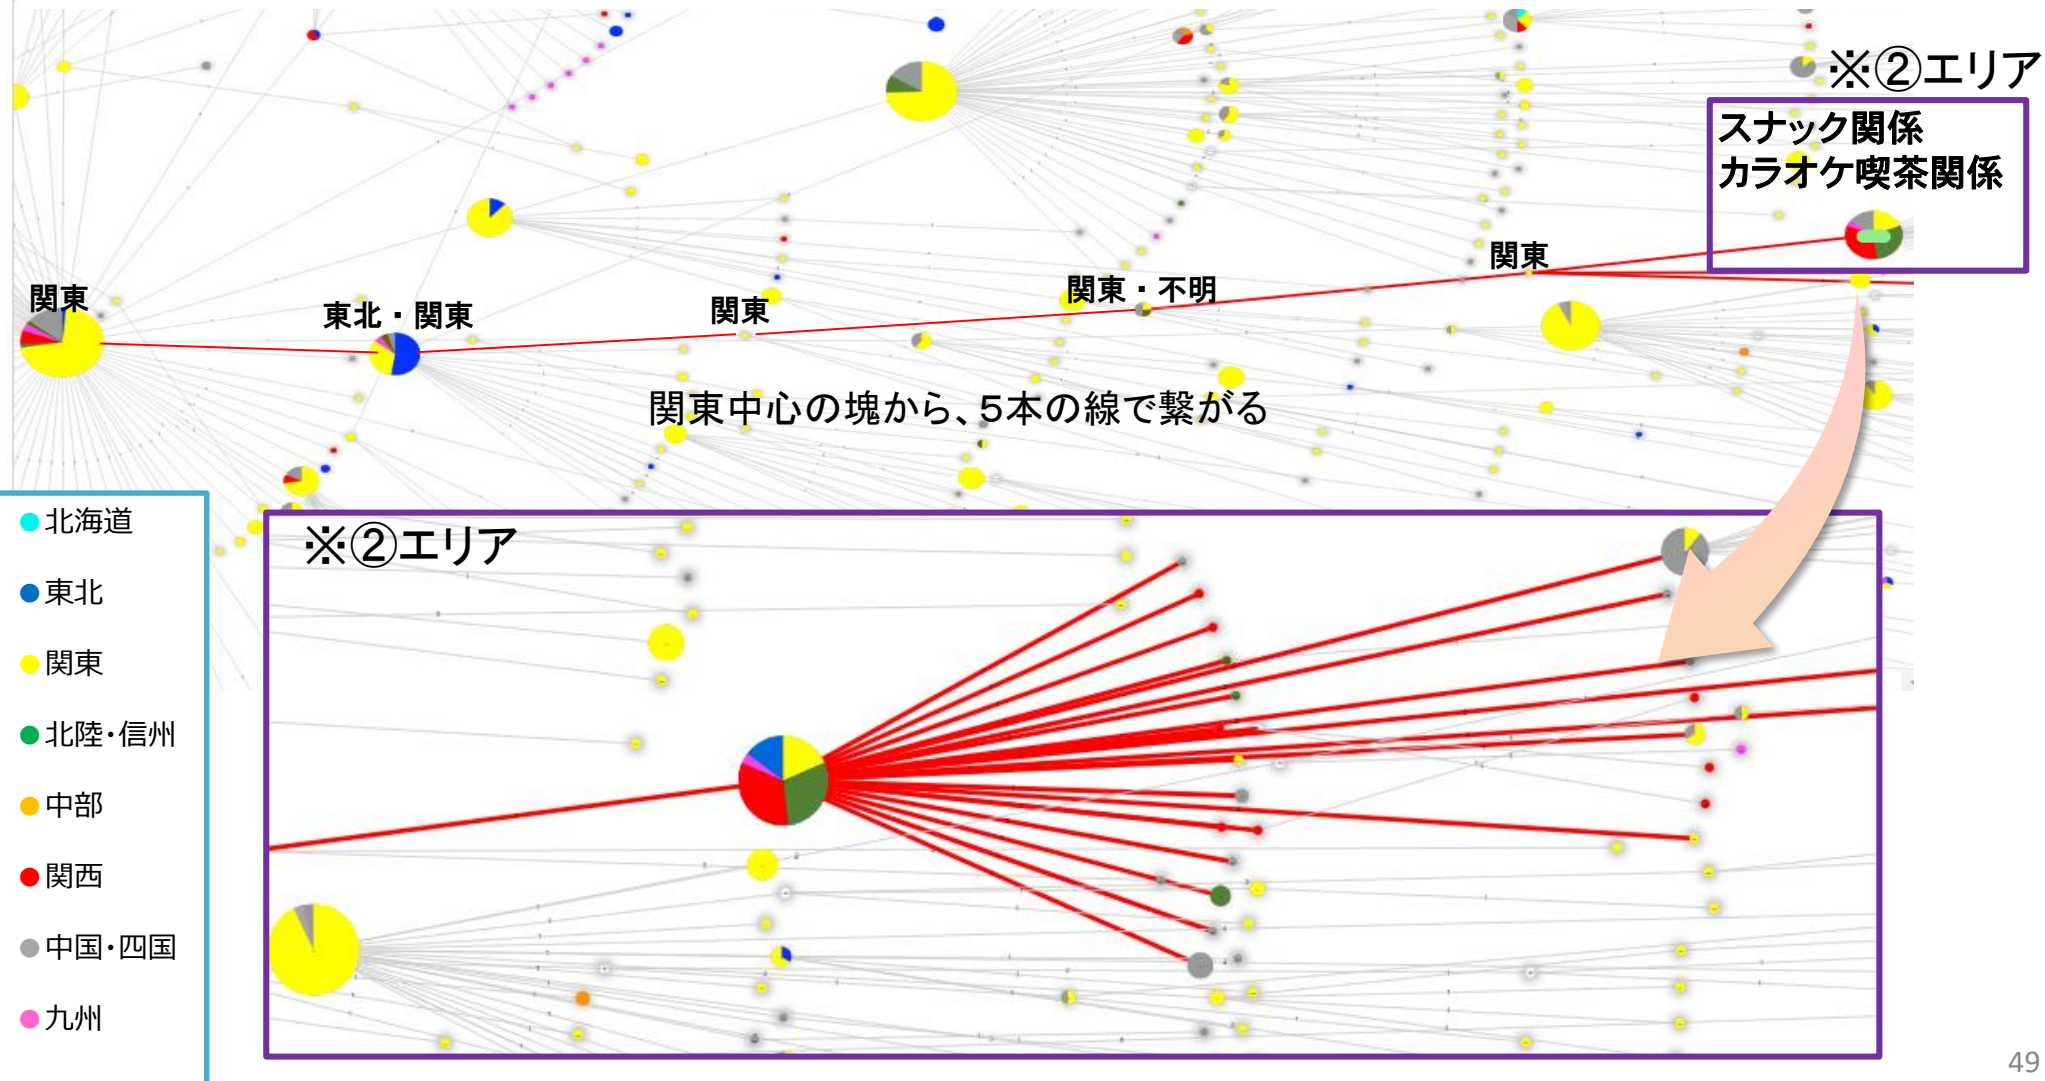 ※②エリア
スナック関係
カラオケ喫茶関係
関東
関東・不明
関東
東北・関東
関東
関東中心の塊から、5本の線で繋がる
※②エリア
北海道
東北
関東
北陸・信州
中部
関西
中国・四国
九州
49